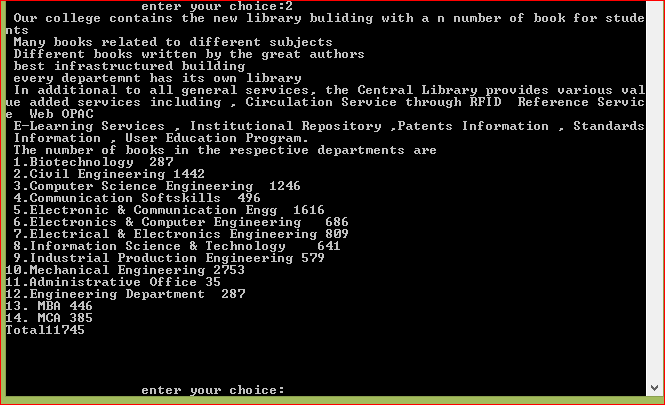 enter your choice:2
Our college contains the new library buliding with a n number of book for stude
nts
Many books related to different subjects
Different books written by the great authors
best infrastructured building
every departemnt has its own library
In additional to all general services, the Central Library provides various val
ue added services including , Circulation Service through RFID  Reference Servic
e  Web OPAC
E-Learning Services , Institutional Repository ,Patents Information , Standards
Information , User Education Program.
The number of books in the respective departments are
1.Biotechnology  287
2.Civil Engineering 1442
3.Computer Science Engineering  1246
4.Communication Softskills  496
5.Electronic & Communication Engg  1616
6.Electronics & Computer Engineering   686
7.Electrical & Electronics Engineering 809
8.Information Science & Technology    641
9.Industrial Production Engineering 579
10.Mechanical Engineering 2753
11.Administrative Office 35
12.Engineering Department  287
13. MBA 446
14. MCA 385
Total11745
enter your choice: